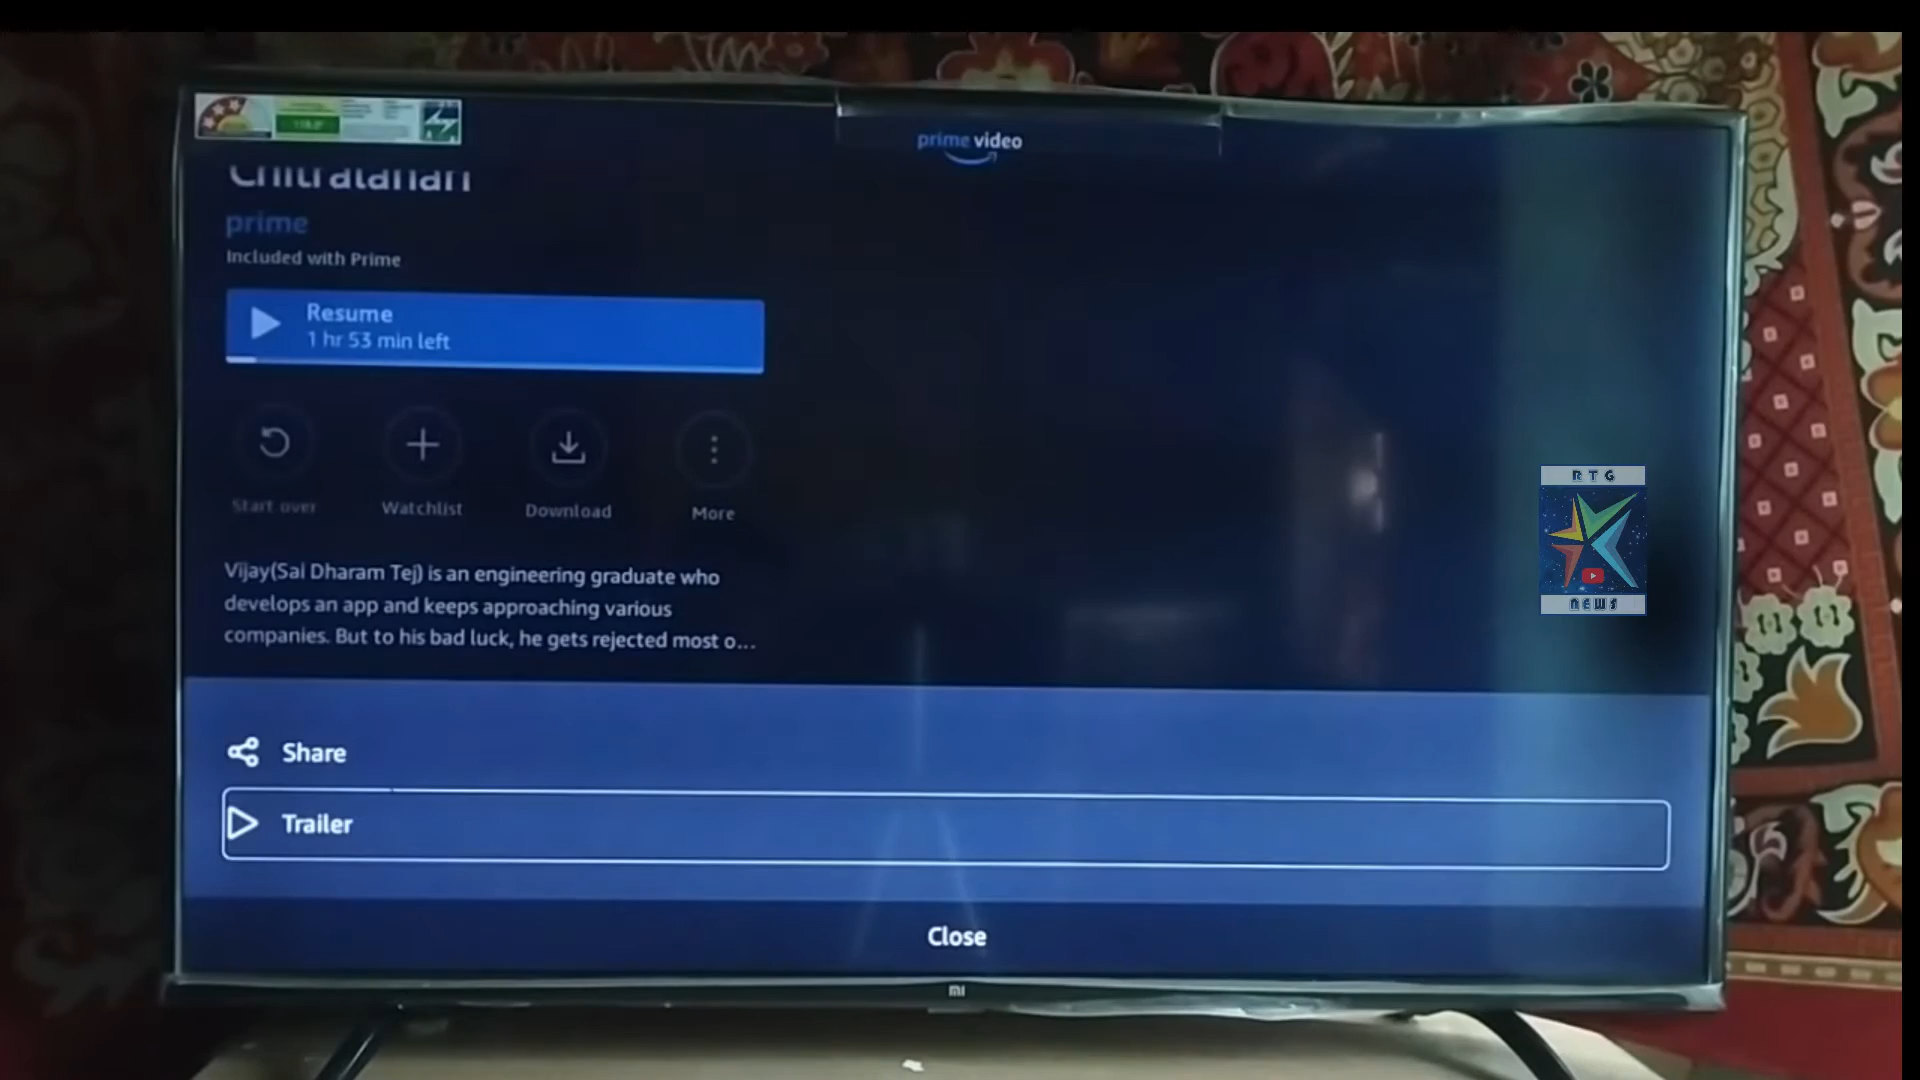 prime video
Chitralahari
prime
Included with Prime
Resume
1 hr 53 min left
Start over
Watchlist
Download
More
Vijay(Sai Dharam Tej) is an engineering graduate who
develops an app and keeps approaching various
companies. But to his bad luck, he gets rejected most o...
RTG
NEWS
Share
Trailer
Close
mi